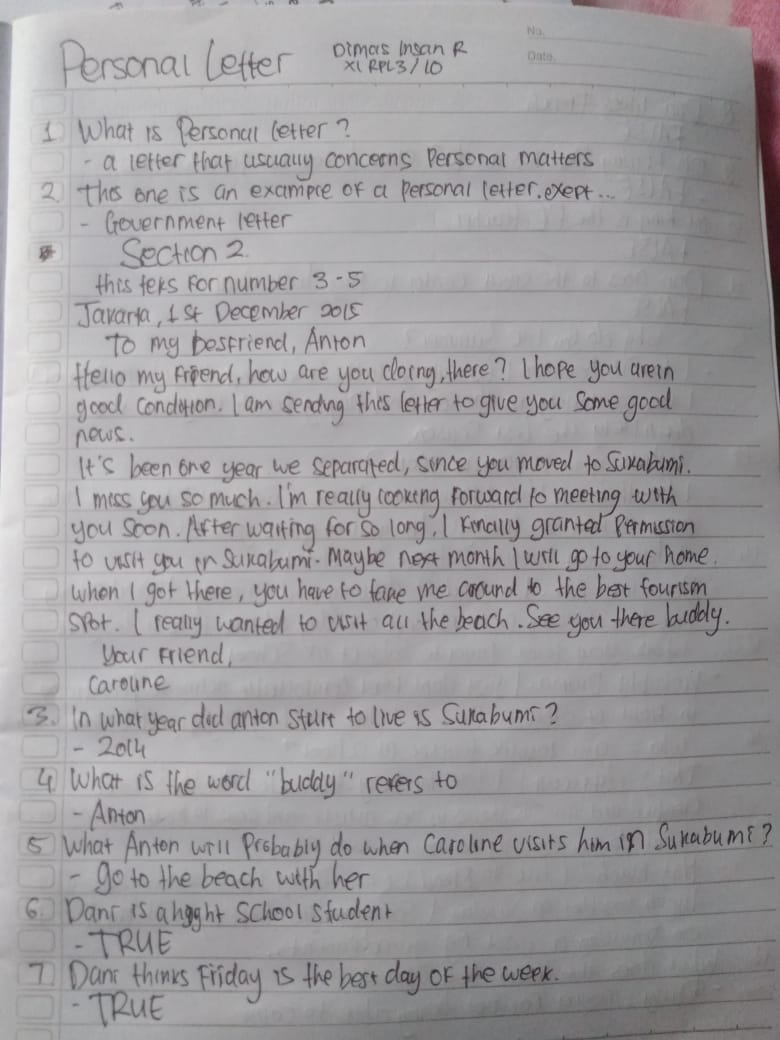 Personal Letter
Dimas Insan R
XI RPL3/10
No.
Date.
1 What is Personal letter?
- a letter that usually concerns Personal matters
2 this one is an example of a personal letter.exept...
- Government letter
Section 2
this teks for number 3-5
Jakarta, 1st December 2015
To my besfriend, Anton
Hello my friend, how are you doing, there? I hope you arein
good condition. I am sending this letter to give you some good
news.
It's been one year we separated, since you moved to Sukabumi.
I miss you so much. I'm really looking forward to meeting with
you soon. After waiting for so long, I finally granted Permission
to visit you in Sukabumi. Maybe next month I will go to your home.
when I got there, you have to take me around to the best tourism
spot. I really wanted to visit all the beach. See you there buddy.
your friend,
Caroline
3. In what year did anton sturt to live is Sukabumi?
- 2014
4 What is the word "buddy" refers to
- Anton
5 What Anton will Probably do when Caroline visits him in Sukabumi?
- go to the beach with her
6. Dani is a school student
- TRUE
7 Dani thinks Friday is the best day of the week.
- TRUE